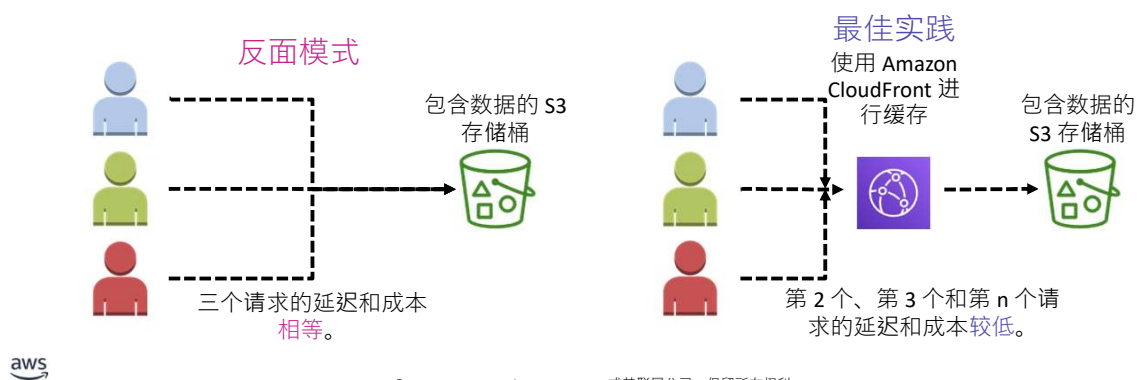 反面模式
包含数据的 S3
存储桶
三个请求的延迟和成本
相等。
最佳实践
使用 Amazon
CloudFront 进
行缓存
包含数据的
S3 存储桶
第 2 个、第 3 个和第 n 个请
求的延迟和成本较低。
aws